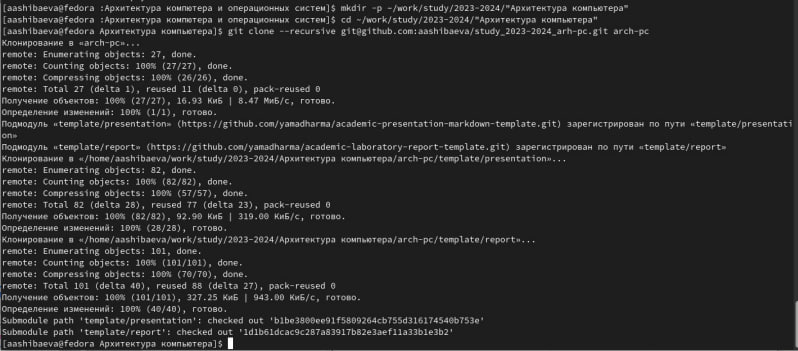 [aashibaeva@fedora :Архитектура компютера и операционных систем]$ mkdir -p ~/work/study/2023-2024/"Архитектура компьютера"
[aashibaeva@fedora :Архитектура компютера и операционных систем]$ cd ~/work/study/2023-2024/"Архитектура компьютера"
[aashibaeva@fedora Архитектура компьютера]$ git clone --recursive git@github.com:aashibaeva/study_2023-2024_arh-pc.git arch-pc
Клонирование в «arch-pc»...
remote: Enumerating objects: 27, done.
remote: Counting objects: 100% (27/27), done.
remote: Compressing objects: 100% (26/26), done.
remote: Total 27 (delta 1), reused 11 (delta 0), pack-reused 0
Получение объектов: 100% (27/27), 16.93 КиБ | 8.47 МиБ/с, готово.
Определение изменений: 100% (1/1), готово.
Подмодуль «template/presentation» (https://github.com/yamadharma/academic-presentation-markdown-template.git) зарегистрирован по пути «template/presentati
on»
Подмодуль «template/report» (https://github.com/yamadharma/academic-laboratory-report-template.git) зарегистрирован по пути «template/report»
Клонирование в «/home/aashibaeva/work/study/2023-2024/Архитектура компьютера/arch-pc/template/presentation»...
remote: Enumerating objects: 82, done.
remote: Counting objects: 100% (82/82), done.
remote: Compressing objects: 100% (57/57), done.
remote: Total 82 (delta 28), reused 77 (delta 23), pack-reused 0
Получение объектов: 100% (82/82), 92.90 КиБ | 319.00 КиБ/с, готово.
Определение изменений: 100% (28/28), готово.
Клонирование в «/home/aashibaeva/work/study/2023-2024/Архитектура компьютера/arch-pc/template/report»...
remote: Enumerating objects: 101, done.
remote: Counting objects: 100% (101/101), done.
remote: Compressing objects: 100% (70/70), done.
remote: Total 101 (delta 40), reused 88 (delta 27), pack-reused 0
Получение объектов: 100% (101/101), 327.25 КиБ | 943.00 КиБ/с, готово.
Определение изменений: 100% (40/40), готово.
Submodule path 'template/presentation': checked out 'b1be3800ee91f5809264cb755d316174540b753e'
Submodule path 'template/report': checked out '1d1b61dcac9c287a83917b82e3aef11a33b1e3b2'
[aashibaeva@fedora Архитектура компьютера]$